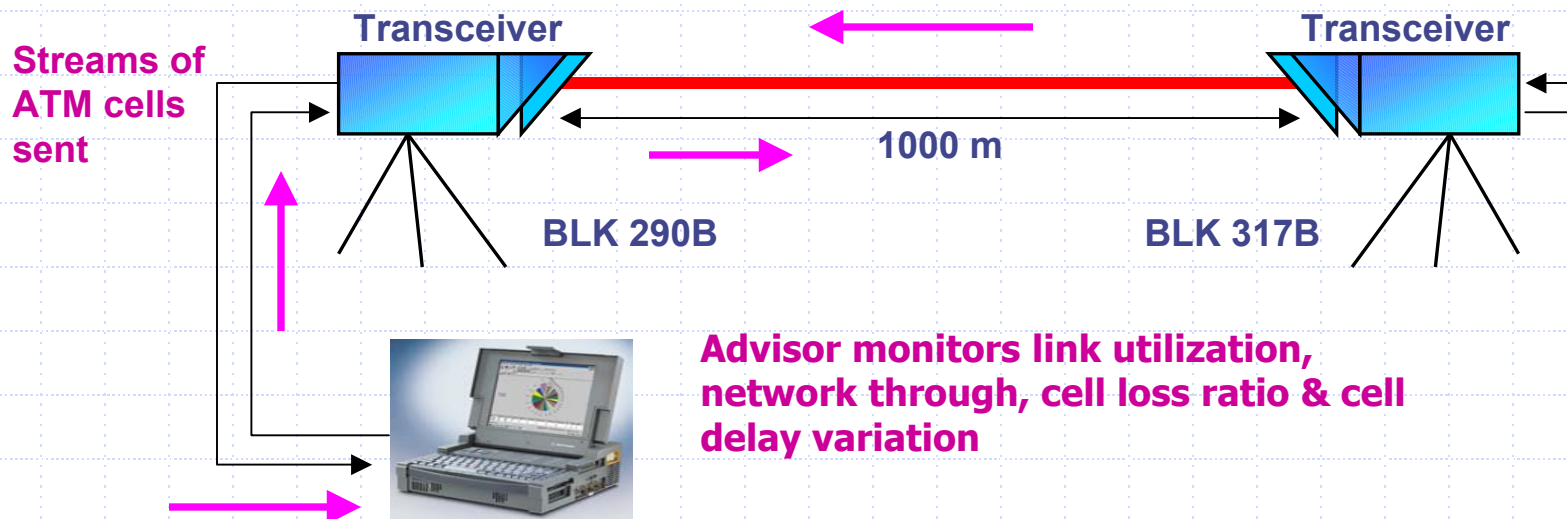 Transceiver
Transceiver
Streams of
ATM cells
sent
1000 m
BLK 290B
BLK 317B
Advisor monitors link utilization,
network through, cell loss ratio & cell
delay variation